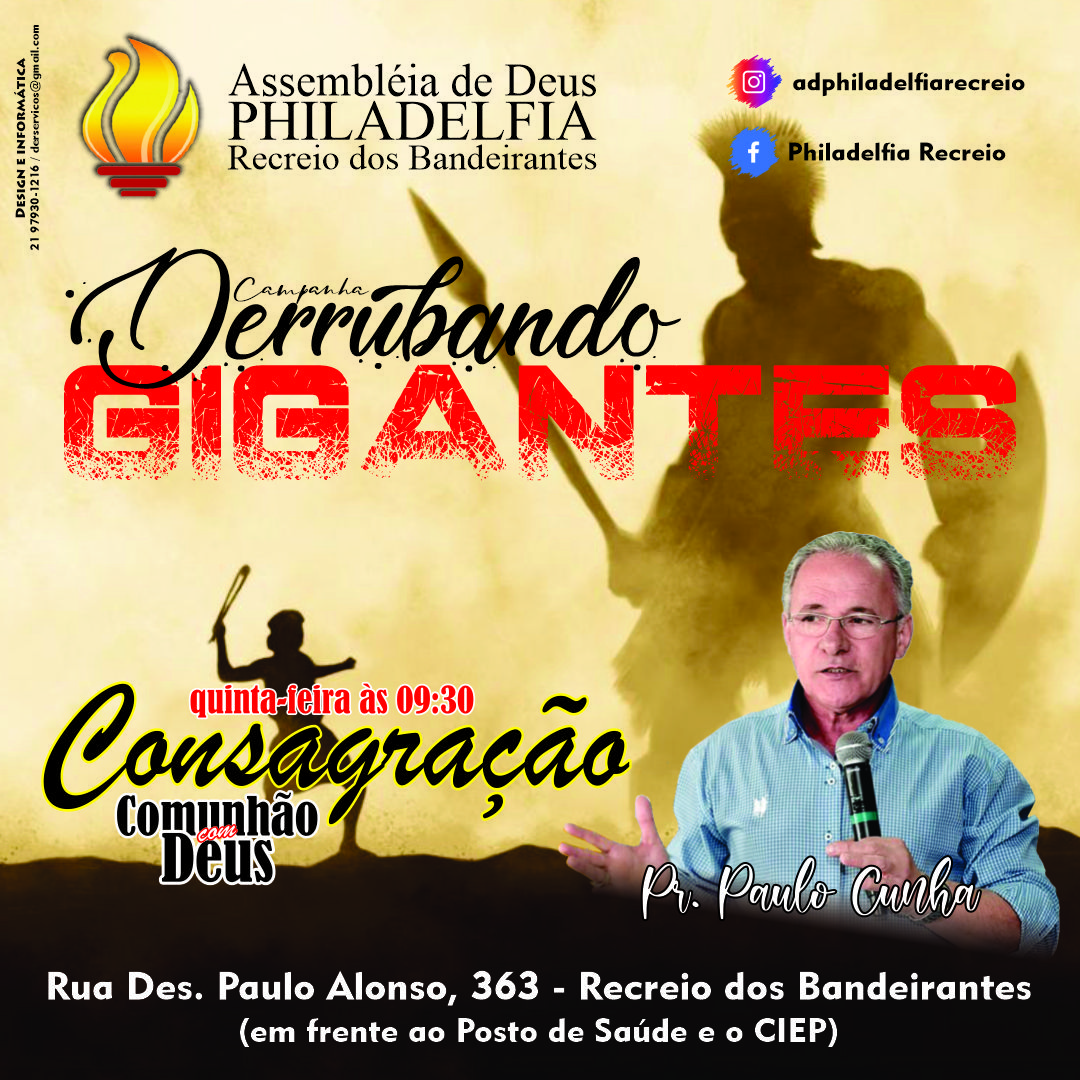 DESIGN E INFORMÁTICA
21 97930-1216 / derservicos@gmail.com
Assembléia de Deus
PHILADELFIA
Recreio dos Bandeirantes
adphiladelfiarecreio
Philadelfia Recreio
Campanha
Derrubando
GIGANTES
quinta-feira às 09:30
Consagração
Comunhão
com
Deus
Pr. Paulo Cunha
Rua Des. Paulo Alonso, 363 - Recreio dos Bandeirantes
(em frente ao Posto de Saúde e o CIEP)